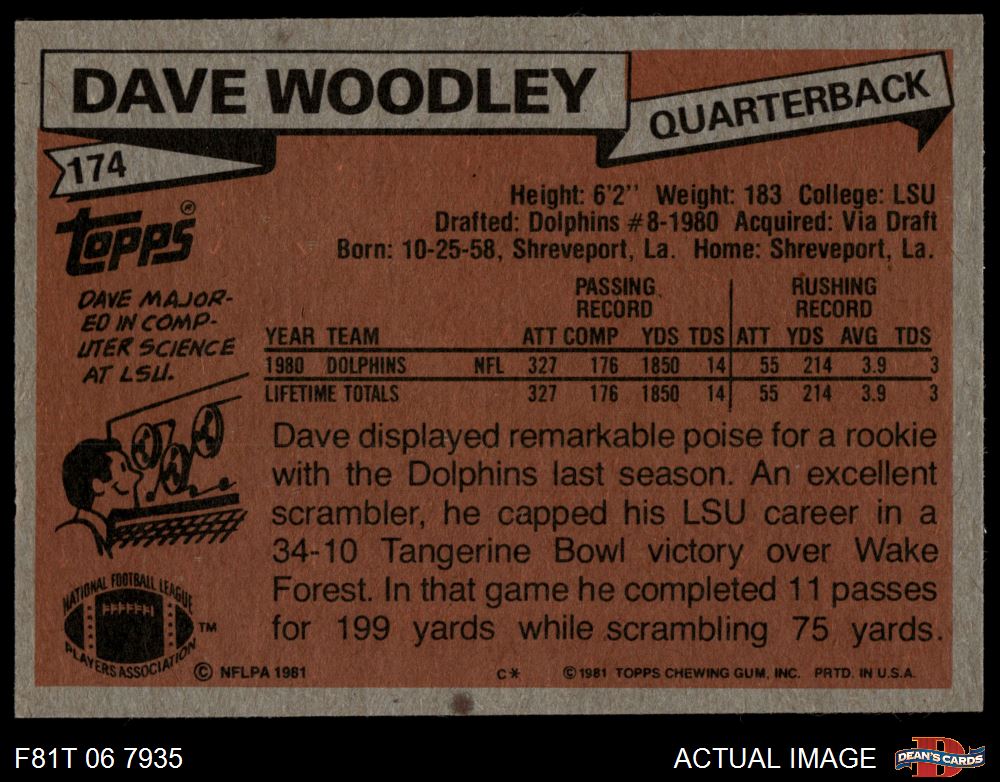 DAVE WOODLEY
QUARTERBACK
174
Topps®
Height: 6'2'' Weight: 183 College: LSU
Drafted: Dolphins #8-1980 Acquired: Via Draft
Born: 10-25-58, Shreveport, La. Home: Shreveport, La.
DAVE MAJOR-
ED IN COMP-
UTER SCIENCE
AT LSU.
PASSING RUSHING
RECORD RECORD
YEAR TEAM ATT COMP YDS TDS ATT YDS AVG TDS
1980 DOLPHINS NFL 327 176 1850 14 55 214 3.9 3
LIFETIME TOTALS 327 176 1850 14 55 214 3.9 3
Dave displayed remarkable poise for a rookie
with the Dolphins last season. An excellent
scrambler, he capped his LSU career in a
34-10 Tangerine Bowl victory over Wake
Forest. In that game he completed 11 passes
for 199 yards while scrambling 75 yards.
NATIONAL FOOTBALL LEAGUE
PLAYERS ASSOCIATION
TM
© NFLPA 1981 C* © 1981 TOPPS CHEWING GUM, INC. PRTD. IN U.S.A.
F81T 06 7935 ACTUAL IMAGE D DEAN'S CARDS